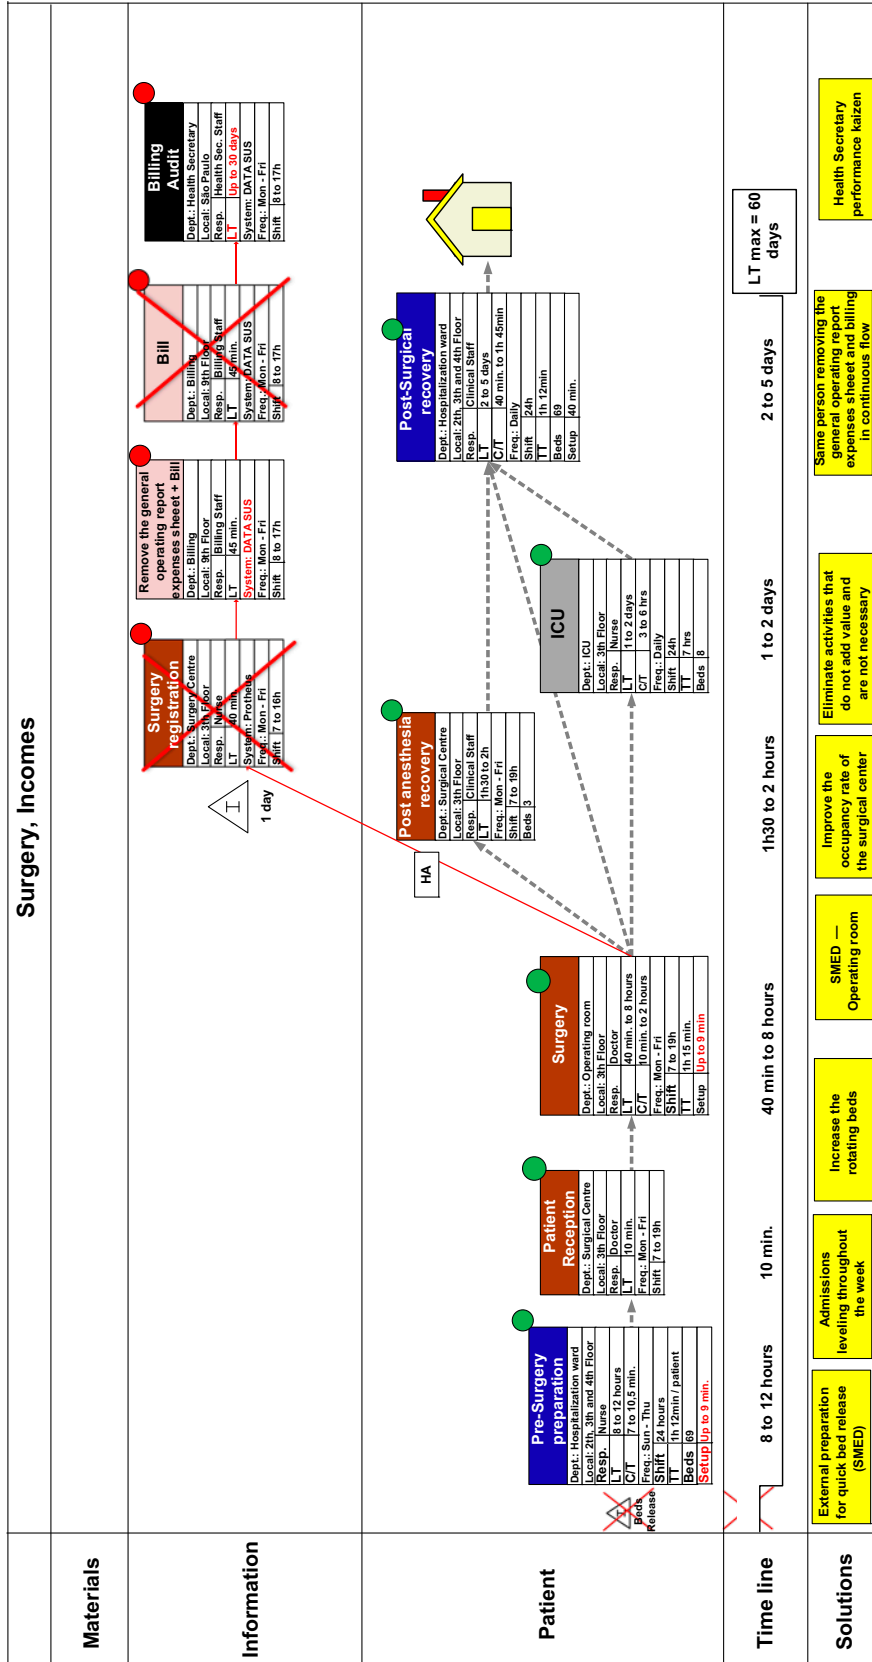 Surgery, Incomes
Materials
Information
Surgery
registration
Dept.: Surgery Centre
Local: 3th Floor
Resp. Nurse
LT 40 min.
System: Protheus
Freq.: Mon - Fri
Shift 7 to 16h
I
1 day
Remove the general
operating report
expenses sheeet + Bill
Dept.: Billing
Local: 9th Floor
Resp. Billing Staff
LT 45 min.
System: DATA SUS
Freq.: Mon - Fri
Shift 8 to 17h
Bill
Dept.: Billing
Local: 9th Floor
Resp. Billing Staff
LT 45 min.
System: DATA SUS
Freq.: Mon - Fri
Shift 8 to 17h
Billing
Audit
Dept.: Health Secretary
Local: São Paulo
Resp. Health Sec. Staff
LT Up to 30 days
System: DATA SUS
Freq.: Mon - Fri
Shift 8 to 17h
Patient
I
Beds
Release
Pre-Surgery
preparation
Dept.: Hospitalization ward
Local: 2th, 3th and 4th Floor
Resp. Nurse
LT 8 to 12 hours
C/T 7 to 10,5 min.
Freq.: Sun - Thu
Shift 24 hours
TT 1h 12min / patient
Beds 69
Setup Up to 9 min.
Patient
Reception
Dept.: Surgical Centre
Local: 3th Floor
Resp. Doctor
LT 10 min.
Freq.: Mon - Fri
Shift 7 to 19h
Surgery
Dept.: Operating room
Local: 3th Floor
Resp. Doctor
LT 40 min. to 8 hours
C/T 10 min. to 2 hours
Freq.: Mon - Fri
Shift 7 to 19h
TT 1h 15 min.
Setup Up to 9 min
HA
Post anesthesia
recovery
Dept.: Surgical Centre
Local: 3th Floor
Resp. Clinical Staff
LT 1h30 to 2h
Freq.: Mon - Fri
Shift 7 to 19h
Beds 3
ICU
Dept.: ICU
Local: 3th Floor
Resp. Nurse
LT 1 to 2 days
C/T 3 to 6 hrs
Freq.: Daily
Shift 24h
TT 7 hrs
Beds 8
Post-Surgical
recovery
Dept.: Hospitalization ward
Local: 2th, 3th and 4th Floor
Resp. Clinical Staff
LT 2 to 5 days
C/T 40 min. to 1h 45min
Freq.: Daily
Shift 24h
TT 1h 12min
Beds 69
Setup 40 min.
Time line
8 to 12 hours
10 min.
40 min to 8 hours
1h30 to 2 hours
1 to 2 days
2 to 5 days
LT max = 60
days
Solutions
External preparation
for quick bed release
(SMED)
Admissions
leveling throughout
the week
Increase the
rotating beds
SMED —
Operating room
Improve the
occupancy rate of
the surgical center
Eliminate activities that
do not add value and
are not necessary
Same person removing the
general operating report
expenses sheeet and billing
in continuous flow
Health Secretary
performance kaizen